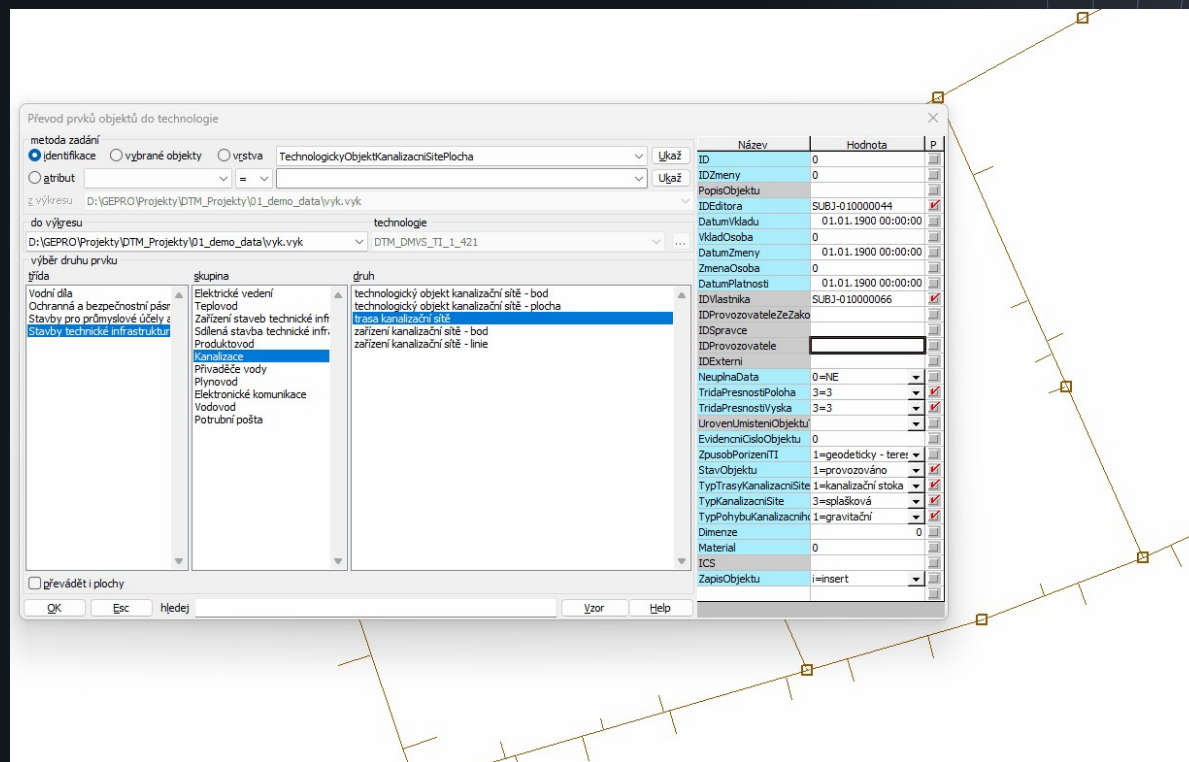 Převod prvků objektů do technologie
metoda zadání
identifikace vybrané objekty vrstva TechnologickyObjektKanalizacniSitePlocha Ukaž
atribut = Ukaž
z výkresu D:\GEPRO\Projekty\DTM_Projekty\01_demo_data\vyk.vyk
do výkresu technologie
D:\GEPRO\Projekty\DTM_Projekty\01_demo_data\vyk.vyk DTM_DMVS_TI_1_421 ...
výběr druhu prvku
třída skupina druh
Vodní díla
Ochranná a bezpečnostní pásm
Stavby pro průmyslové účely a
Stavby technické infrastruktur
Elektrické vedení
Teplovod
Zařízení staveb technické infr
Sdílená stavba technické infr
Produktovod
Kanalizace
Přivaděče vody
Plynovod
Elektronické komunikace
Vodovod
Potrubní pošta
technologický objekt kanalizační sítě - bod
technologický objekt kanalizační sítě - plocha
trasa kanalizační sítě
zařízení kanalizační sítě - bod
zařízení kanalizační sítě - linie
převádět i plochy
OK Esc hledej Vzor Help
Název Hodnota P
ID 0
IDZmeny 0
PopisObjektu
IDEditora SUBJ-010000044
DatumVkladu 01.01.1900 00:00:00
VkladOsoba 0
DatumZmeny 01.01.1900 00:00:00
ZmenaOsoba 0
DatumPlatnosti 01.01.1900 00:00:00
IDVlastnika SUBJ-010000066
IDProvozovateleZeZako
IDSpravce
IDProvozovatele
IDExterni
NeuplnaData 0=NE
TridaPresnostiPoloha 3=3
TridaPresnostiVyska 3=3
UrovenUmisteniObjektu
EvidencniCisloObjektu 0
ZpusobPorizeniTI 1=geodeticky - teres
StavObjektu 1=provozováno
TypTrasyKanalizacniSite 1=kanalizační stoka
TypKanalizacniSite 3=splašková
TypPohybuKanalizacniho 1=gravitační
Dimenze 0
Material 0
ICS
ZapisObjektu i=insert